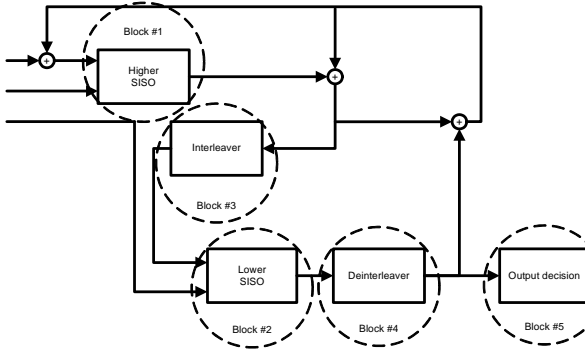 Block #1
+
Higher
SISO
+
+
Interleaver
Block #3
Lower
SISO
Deinterleaver
Output decision
Block #2
Block #4
Block #5